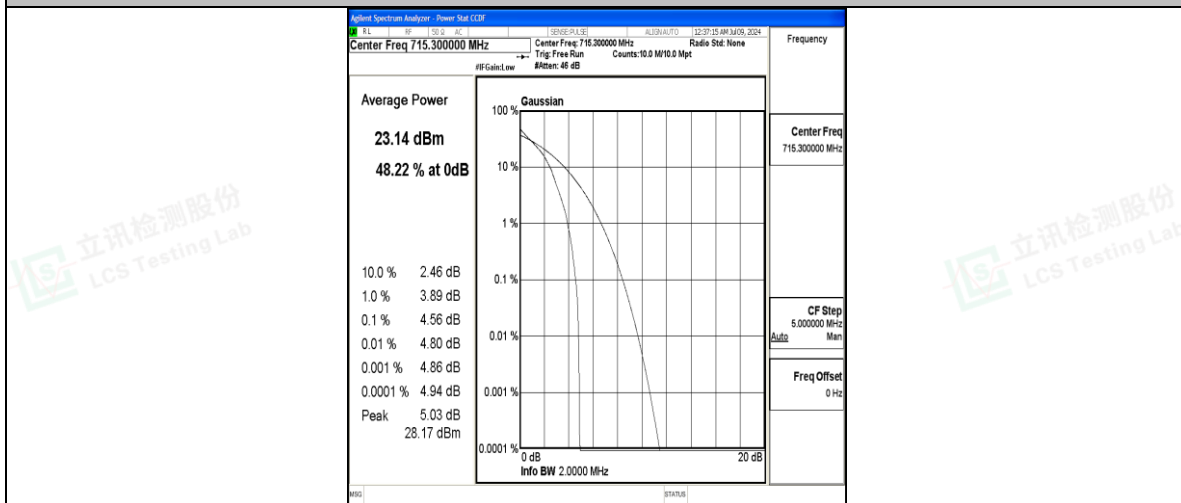 Agilent Spectrum Analyzer - Power Stat CCDF
RL RF 50 Ω AC SENSE:PULSE ALIGN AUTO 12:37:15 AM Jul 09, 2024
Center Freq 715.300000 MHz
Center Freq: 715.300000 MHz Radio Std: None
Trig: Free Run Counts:10.0 M/10.0 Mpt
#IFGain:Low #Atten: 46 dB
Frequency
Average Power
23.14 dBm
48.22 % at 0dB
10.0 % 2.46 dB
1.0 % 3.89 dB
0.1 % 4.56 dB
0.01 % 4.80 dB
0.001 % 4.86 dB
0.0001 % 4.94 dB
Peak 5.03 dB
28.17 dBm
Gaussian
100 %
10 %
1 %
0.1 %
0.01 %
0.001 %
0.0001 %
0 dB 20 dB
Info BW 2.0000 MHz
Center Freq
715.300000 MHz
CF Step
5.000000 MHz
Auto Man
Freq Offset
0 Hz
MSG STATUS
立讯检测股份
LCS Testing Lab
立讯检测股份
LCS Testing Lab